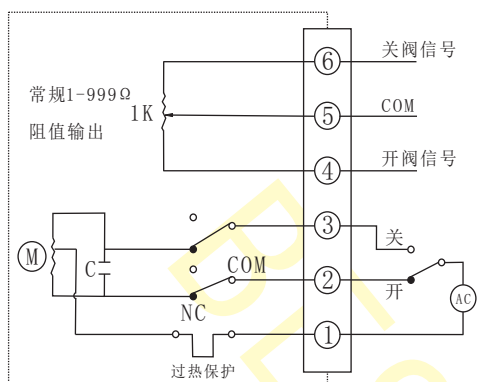 ⑥ 关阀信号
常规1-999Ω
1K
⑤ COM
阻值输出
④ 开阀信号
③ 关
M
C
COM
② 开
AC
NC
①
过热保护